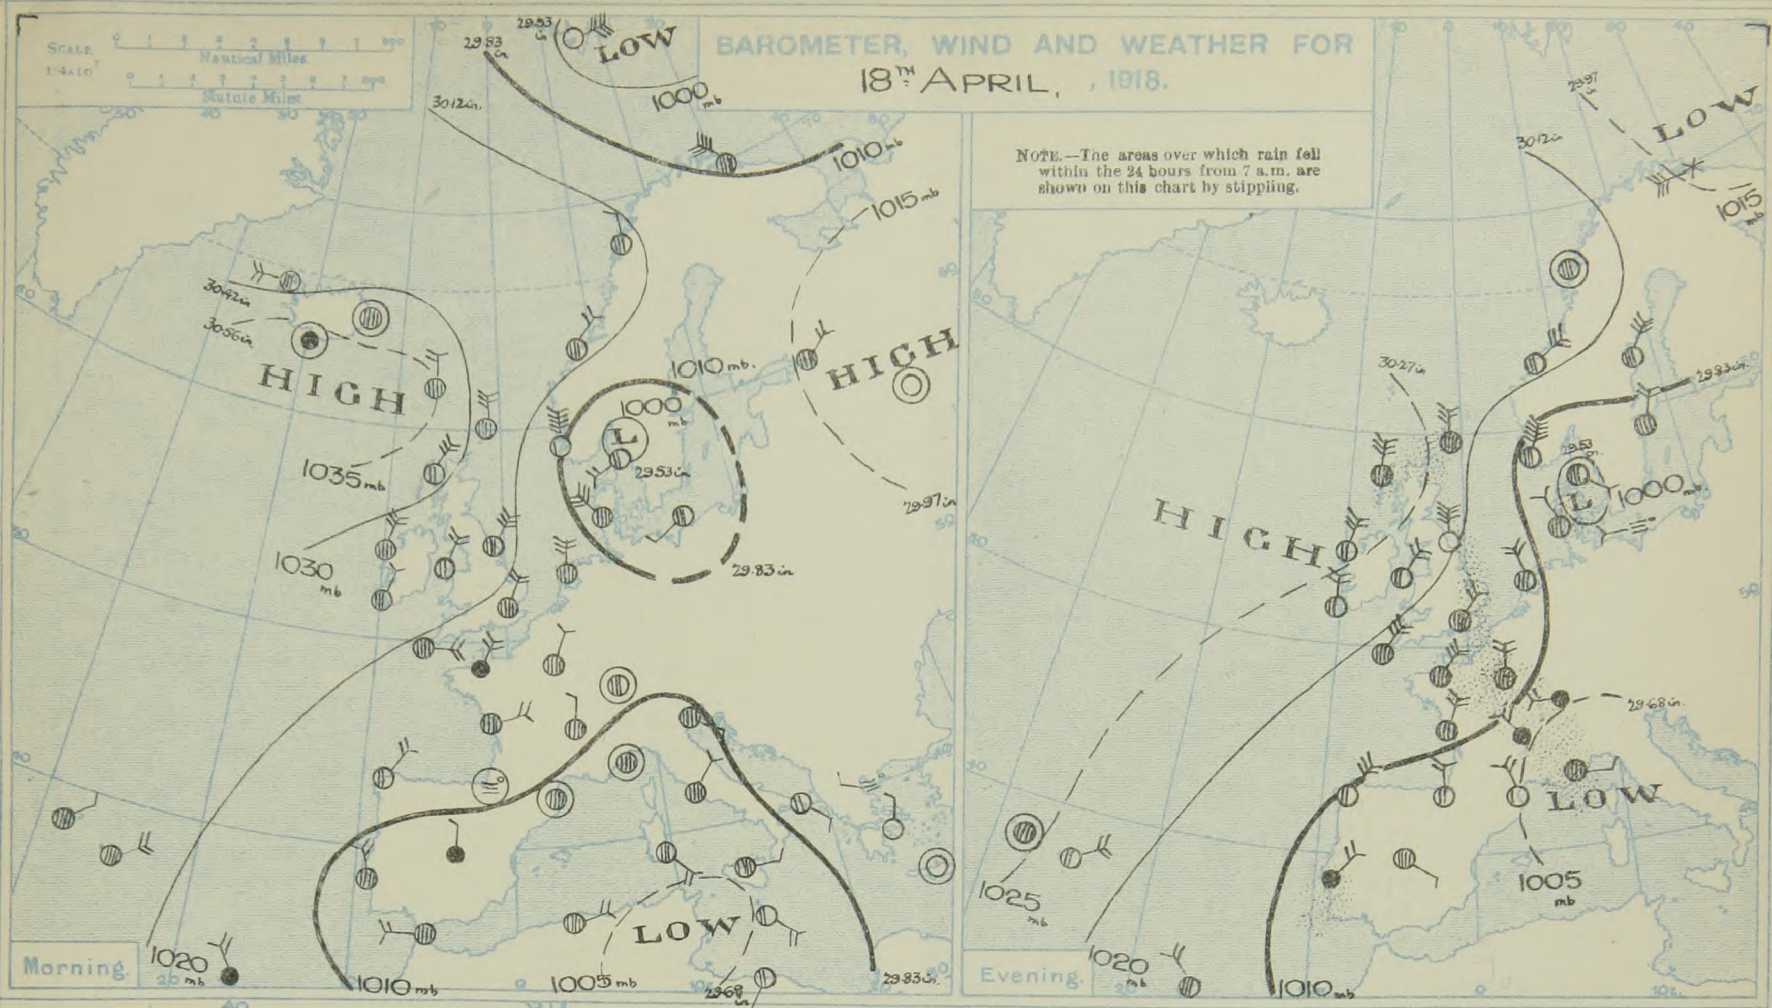 BAROMETER, WIND AND WEATHER FOR
18TH APRIL, , 1918.
SCALE
Nautical Miles.
Statute Miles
NOTE.—The areas over which rain fell
within the 24 hours from 7 a.m. are
shown on this chart by stippling.
29.53 in
29.83 in
LOW
1000 mb
30.12 in.
1010 mb
1015 mb
30.42 in
30.56 in
HIGH
1010 mb.
HIGH
1000 mb
L
29.53 in
1035 mb
29.97 in
1030 mb
29.83 in
LOW
1020 mb
1010 mb
1005 mb
29.68 in
29.83 in.
Morning.
29.97 in
LOW
30.12 in
1015 mb
30.27 in
29.83 in.
29.53 in.
L
1000 mb.
HIGH
29.68 in.
LOW
1025 mb
1005 mb
1020 mb
1010 mb
Evening.